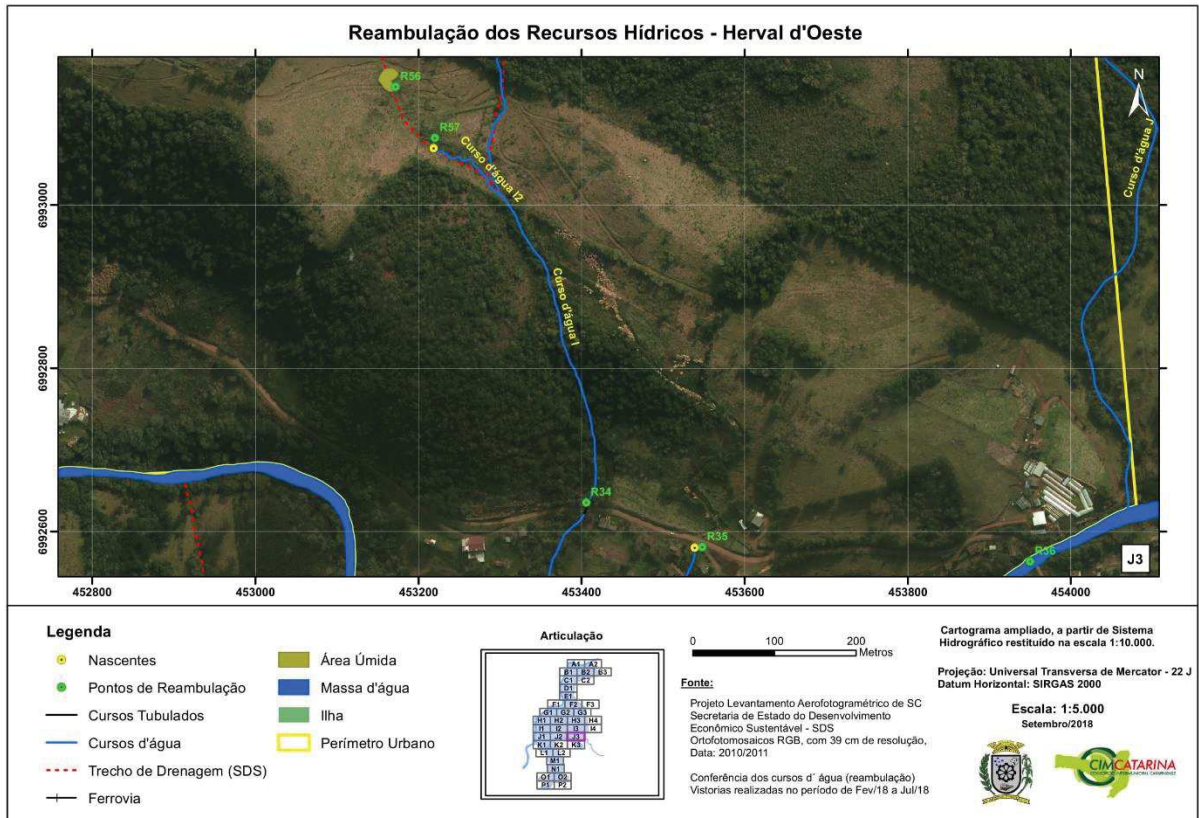 Reambulação dos Recursos Hídricos - Herval d'Oeste
R56
R57
Curso d'água I2
Curso d'água I
Curso d'água J
N
R34
R35
R36
J3
6993000
6992800
6992600
452800
453000
453200
453400
453600
453800
454000
Legenda
Nascentes
Pontos de Reambulação
Cursos Tubulados
Cursos d'água
Trecho de Drenagem (SDS)
Ferrovia
Área Úmida
Massa d'água
Ilha
Perímetro Urbano
Articulação
A1 A2
B1 B2 B3
C1 C2
D1
E1
F1 F2 F3
G1 G2 G3
H1 H2 H3 H4
I1 I2 I3 I4
J1 J2 J3
K1 K2 K3
L1 L2
M1
N1
O1 O2
P1 P2
0 100 200
Metros
Fonte:
Projeto Levantamento Aerofotogramétrico de SC
Secretaria de Estado do Desenvolvimento
Econômico Sustentável - SDS
Ortofotomosaicos RGB, com 39 cm de resolução,
Data: 2010/2011
Conferência dos cursos d´ água (reambulação)
Vistorias realizadas no período de Fev/18 a Jul/18
Cartograma ampliado, a partir de Sistema
Hidrográfico restituído na escala 1:10.000.
Projeção: Universal Transversa de Mercator - 22 J
Datum Horizontal: SIRGAS 2000
Escala: 1:5.000
Setembro/2018
CIMCATARINA